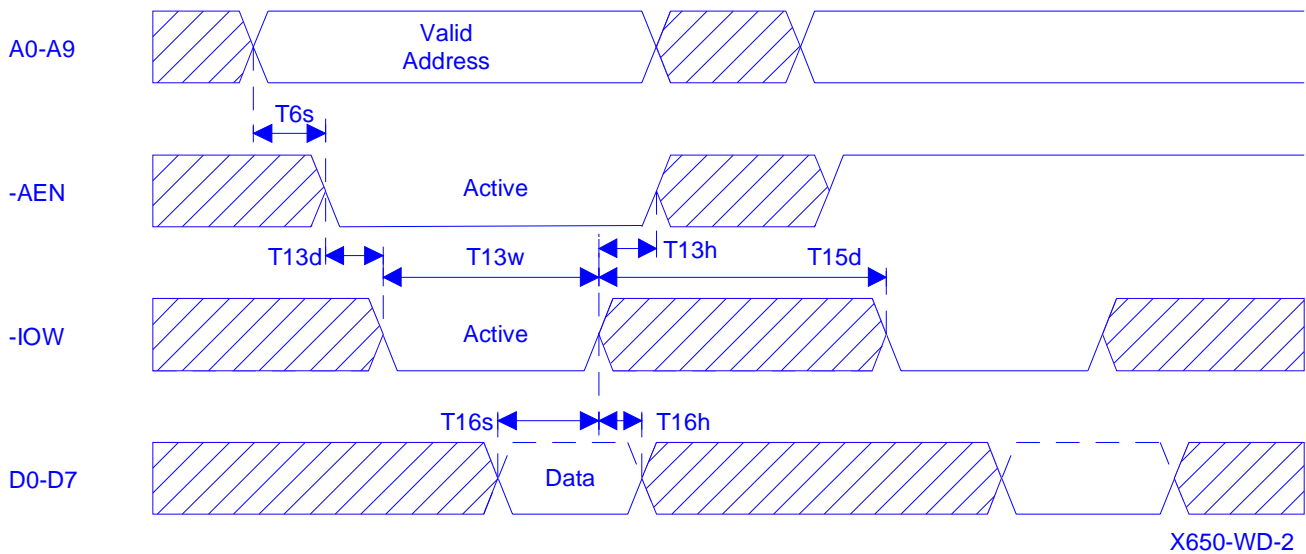 A0-A9
Valid
Address
T6s
-AEN
Active
T13d
T13w
T13h
T15d
-IOW
Active
T16s
T16h
D0-D7
Data
X650-WD-2